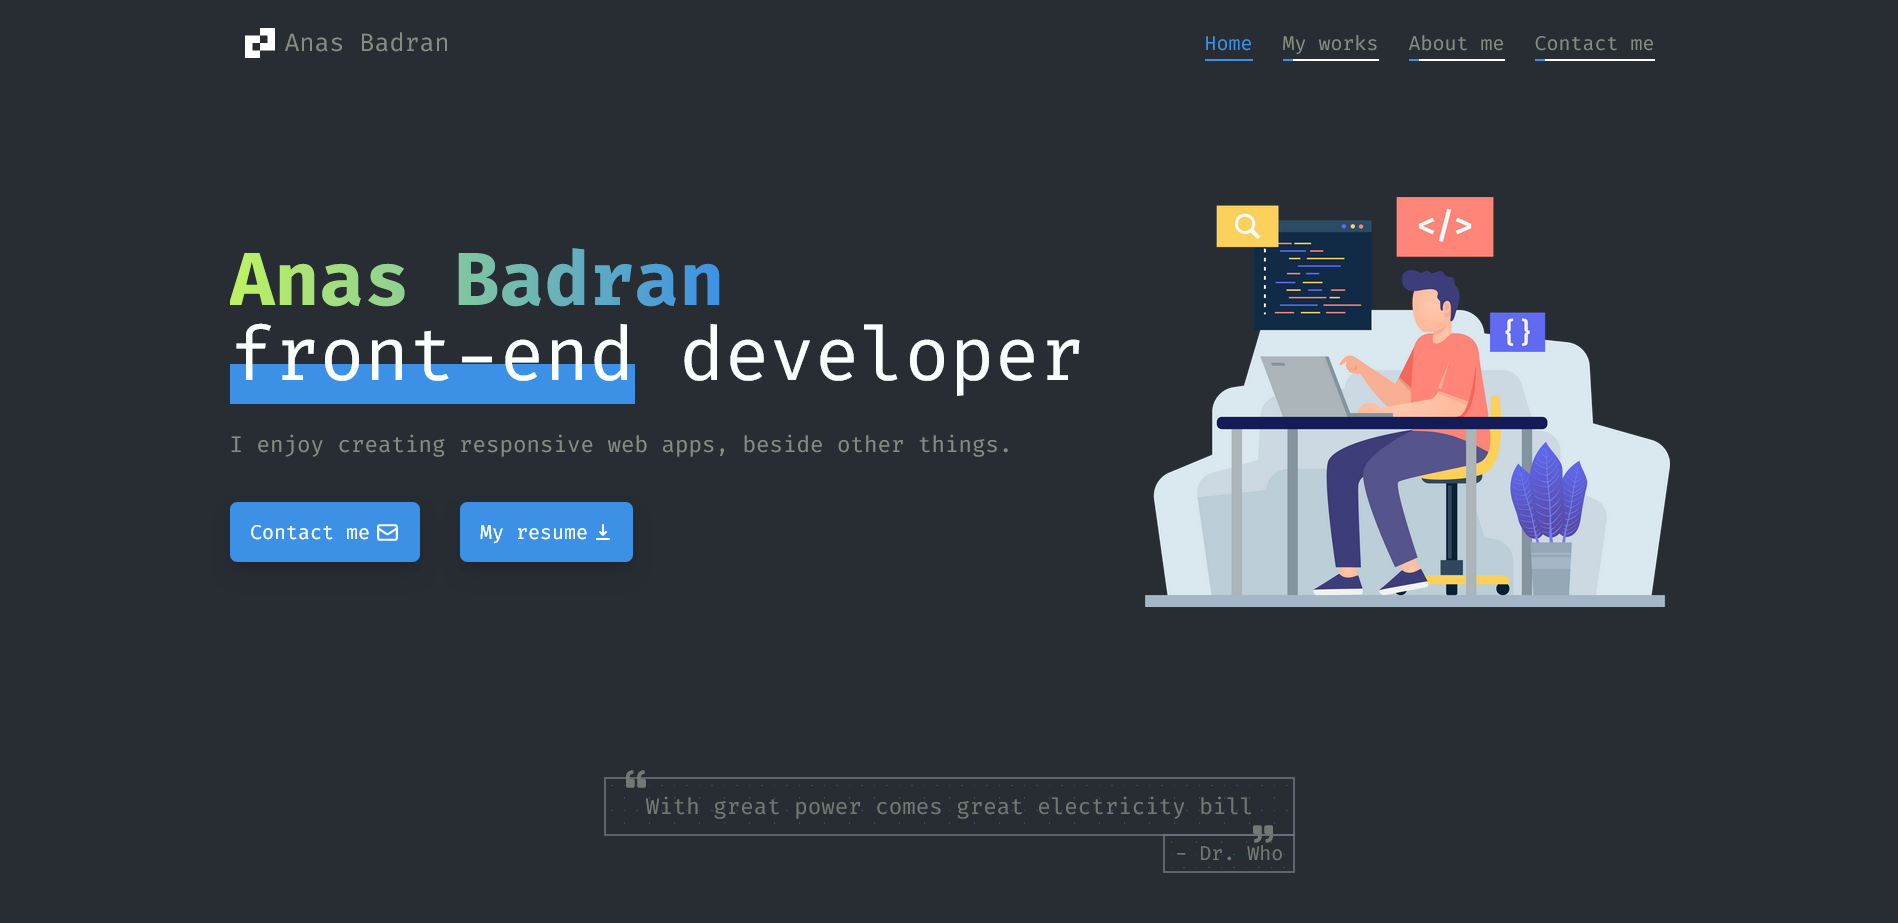 Anas Badran
Home
My works
About me
Contact me
Anas Badran
front-end developer
I enjoy creating responsive web apps, beside other things.
Contact me
My resume
</>
{}
“
With great power comes great electricity bill
”
- Dr. Who